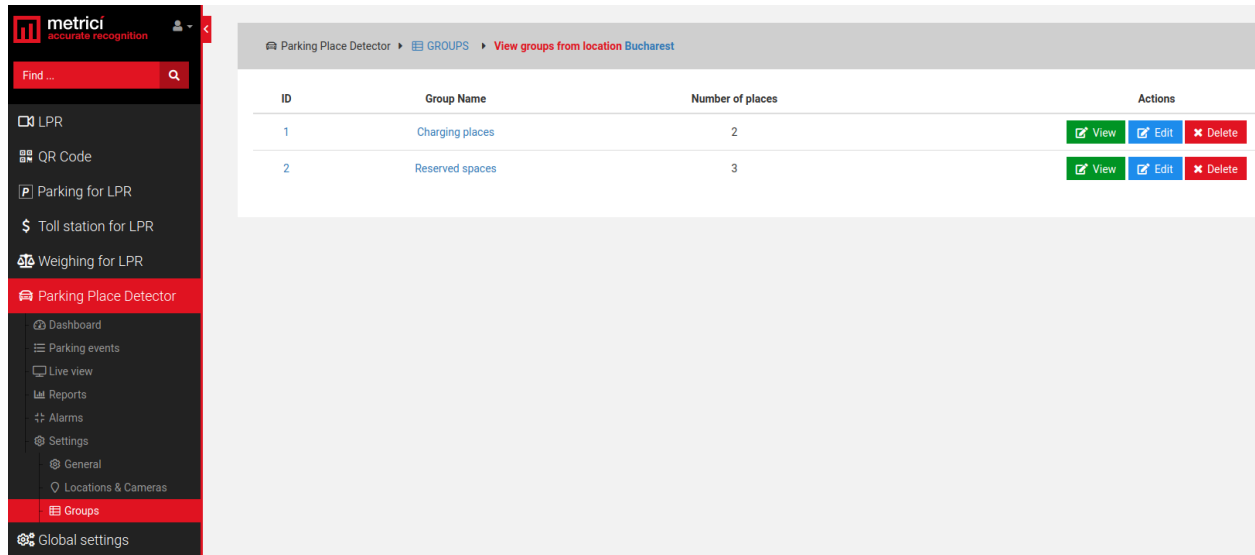 metrici
accurate recognition
Find ...
LPR
QR Code
Parking for LPR
Toll station for LPR
Weighing for LPR
Parking Place Detector
Dashboard
Parking events
Live view
Reports
Alarms
Settings
General
Locations & Cameras
Groups
Global settings
Parking Place Detector GROUPS View groups from location Bucharest
ID Group Name Number of places Actions
1 Charging places 2 View Edit Delete
2 Reserved spaces 3 View Edit Delete